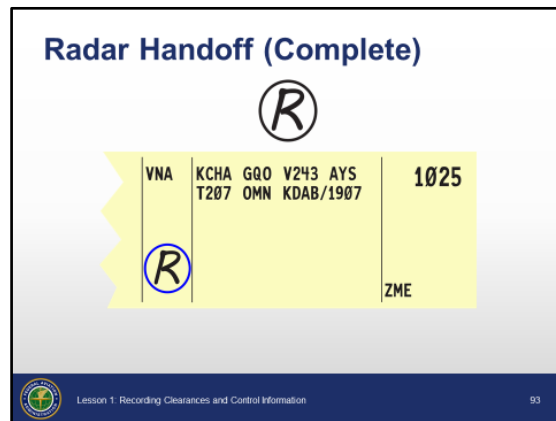 Radar Handoff (Complete)
R
VNA KCHA GQO V243 AYS 1Ø25
T207 OMN KDAB/1907
R
ZME
Lesson 1: Recording Clearances and Control Information 93